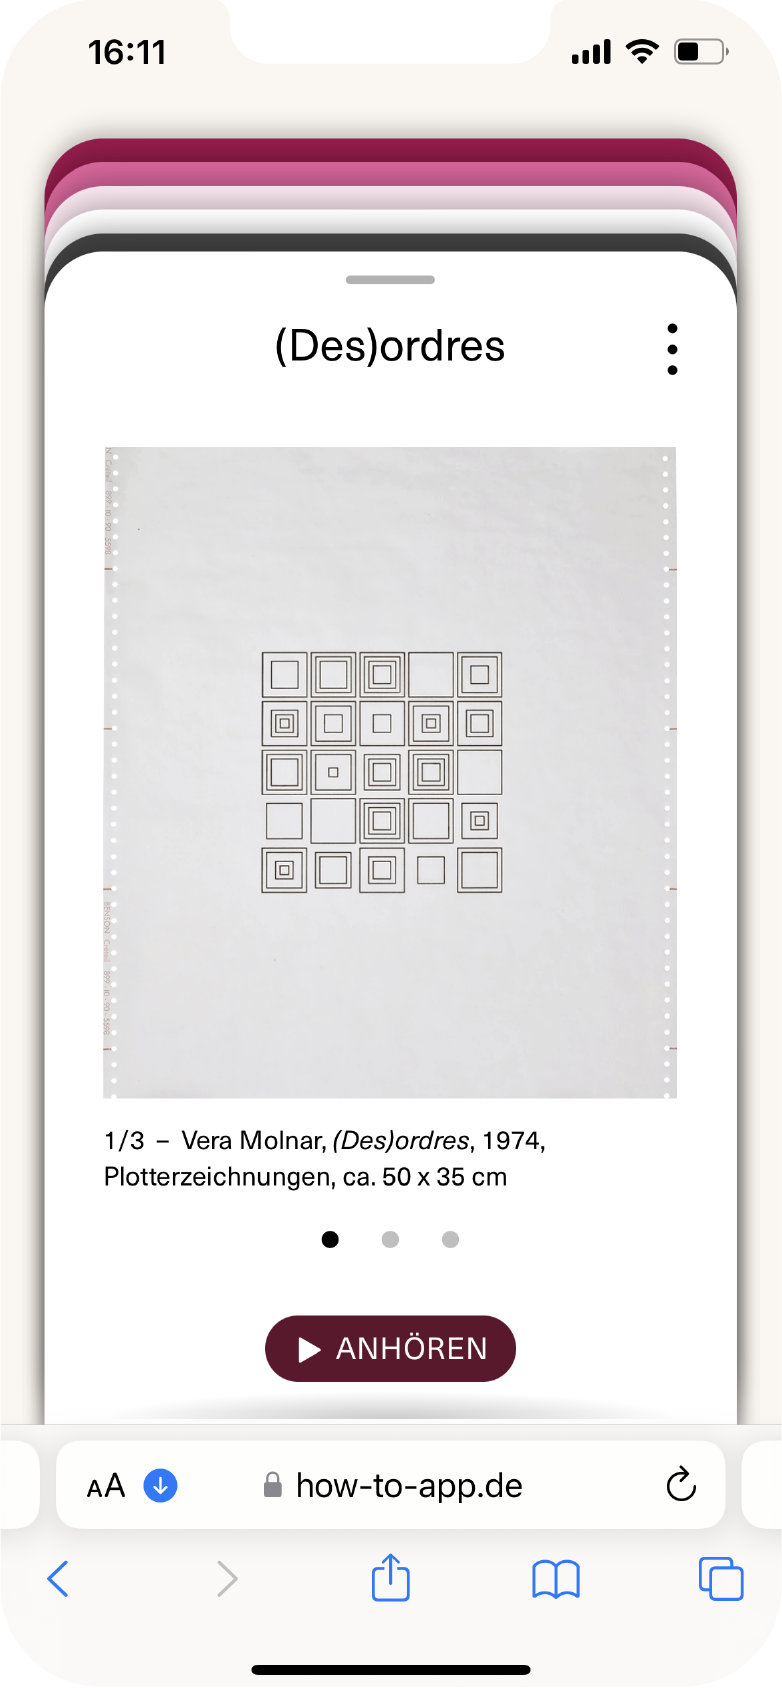 16:11
(Des)ordres
1/3 – Vera Molnar, (Des)ordres, 1974,
Plotterzeichnungen, ca. 50 x 35 cm
ANHÖREN
AA
how-to-app.de